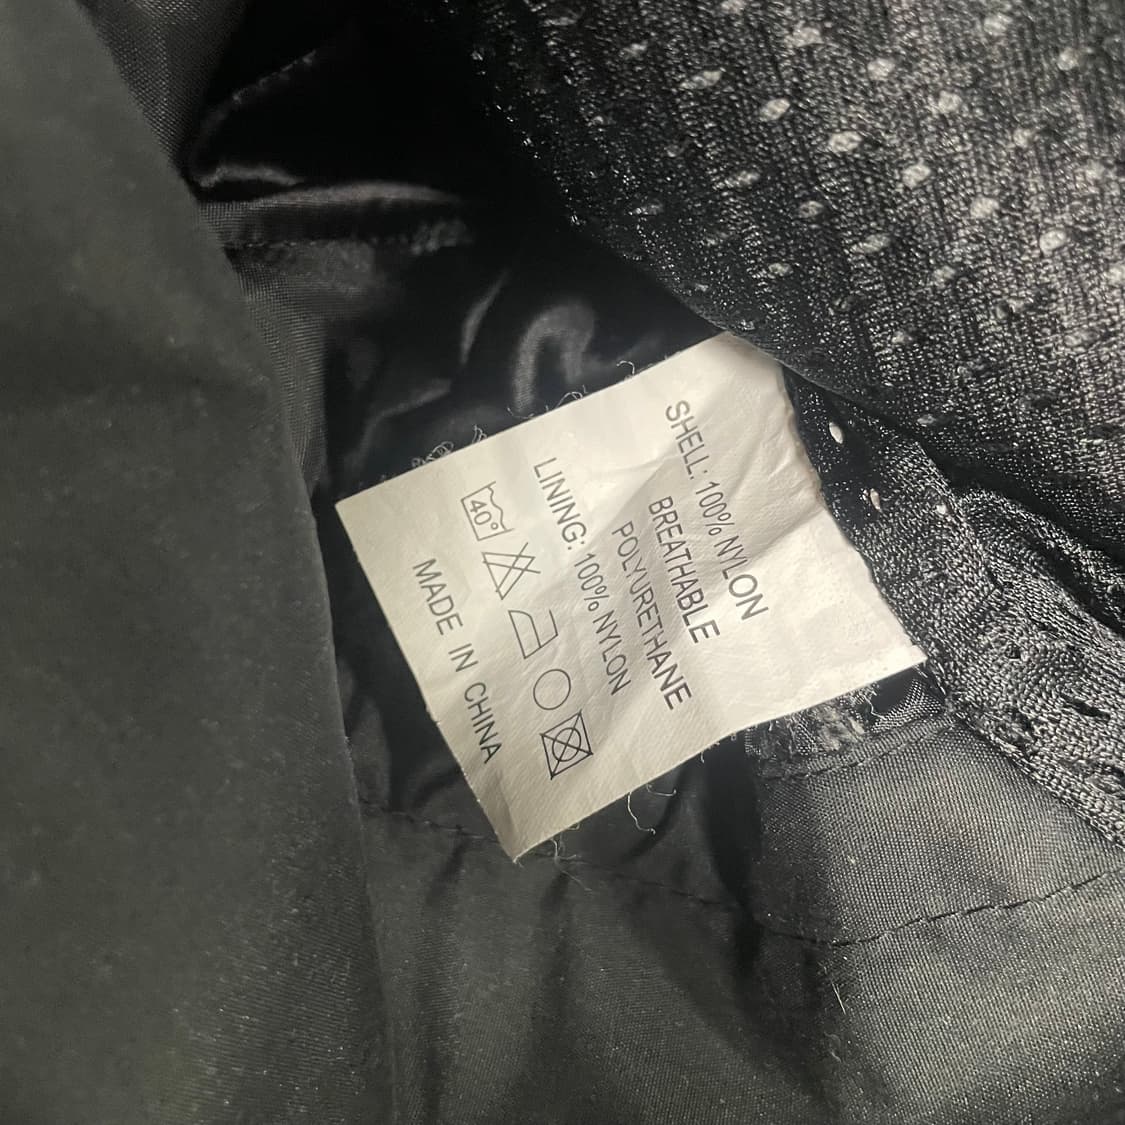 SHELL: 100% NYLON
BREATHABLE
POLYURETHANE
LINING: 100% NYLON
40°
MADE IN CHINA